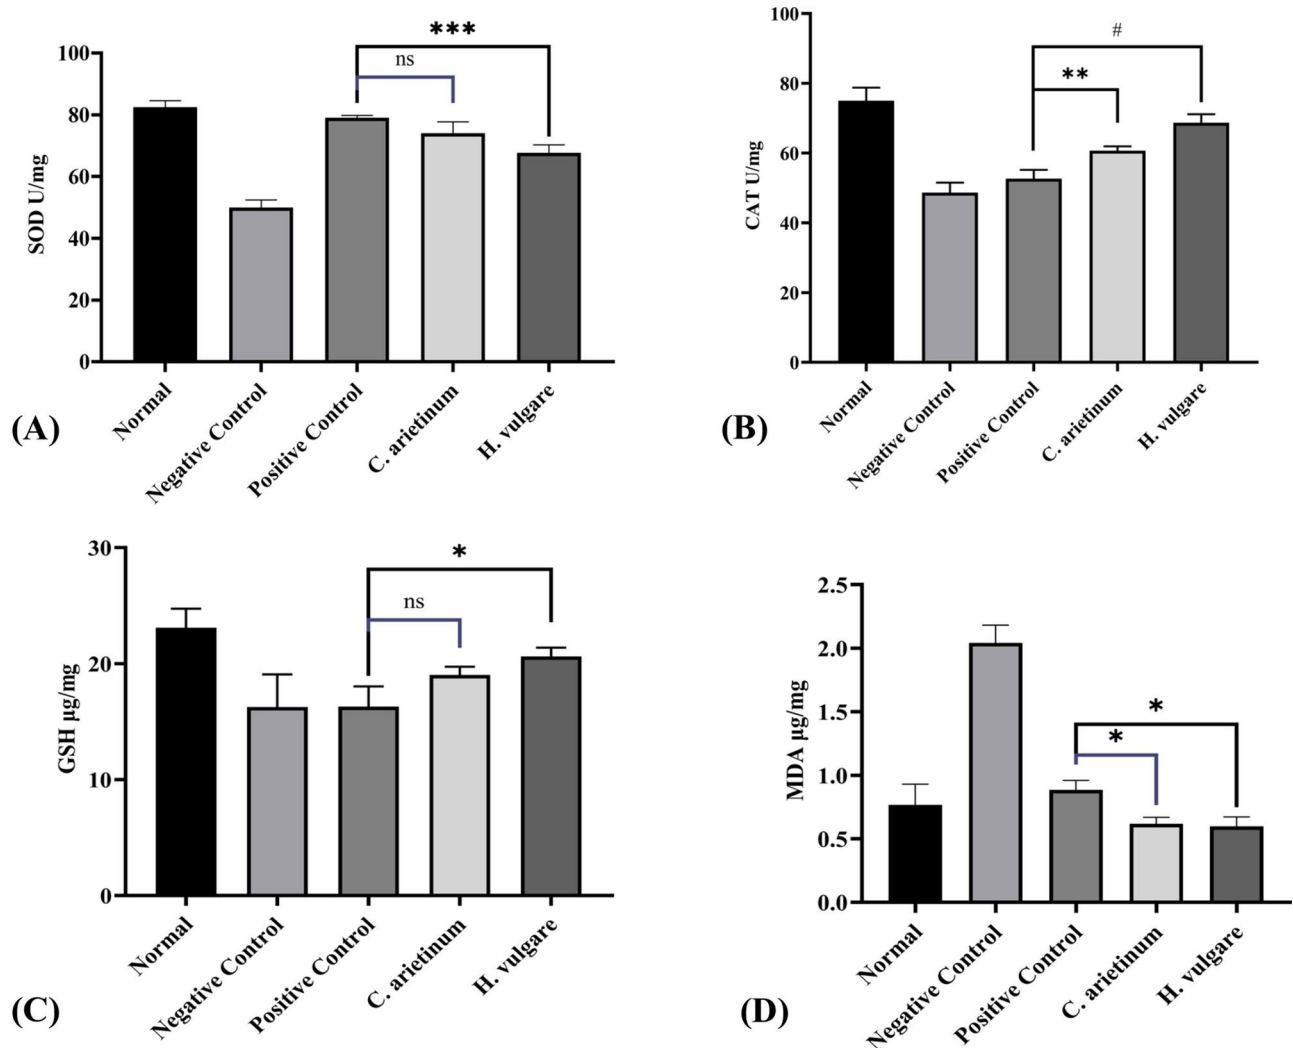 ***
100
ns
80
60
SOD U/mg
40
20
0
Normal
Negative Control
Positive Control
C. arietinum
H. vulgare
(A)
100
#
**
80
60
CAT U/mg
40
20
0
Normal
Negative Control
Positive Control
C. arietinum
H. vulgare
(B)
30
*
ns
20
GSH µg/mg
10
0
Normal
Negative Control
Positive Control
C. arietinum
H. vulgare
(C)
2.5
2.0
1.5
*
*
MDA µg/mg
1.0
0.5
0.0
Normal
Negative Control
Positive Control
C. arietinum
H. vulgare
(D)